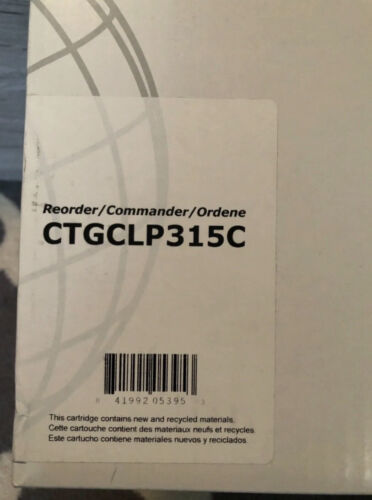 Reorder/Commander/Ordene
CTGCLP315C
8 41992 05395 3
This cartridge contains new and recycled materials.
Cette cartouche contient des materiaux neufs et recycles.
Este cartucho contiene materiales nuevos y reciclados.